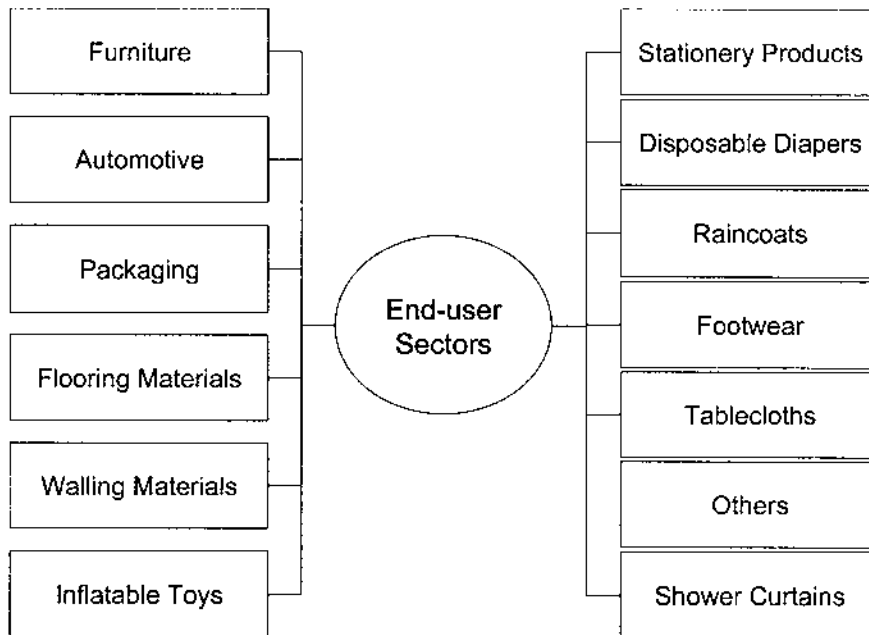 Furniture
Automotive
Packaging
Flooring Materials
Walling Materials
Inflatable Toys
End-user
Sectors
Stationery Products
Disposable Diapers
Raincoats
Footwear
Tablecloths
Others
Shower Curtains